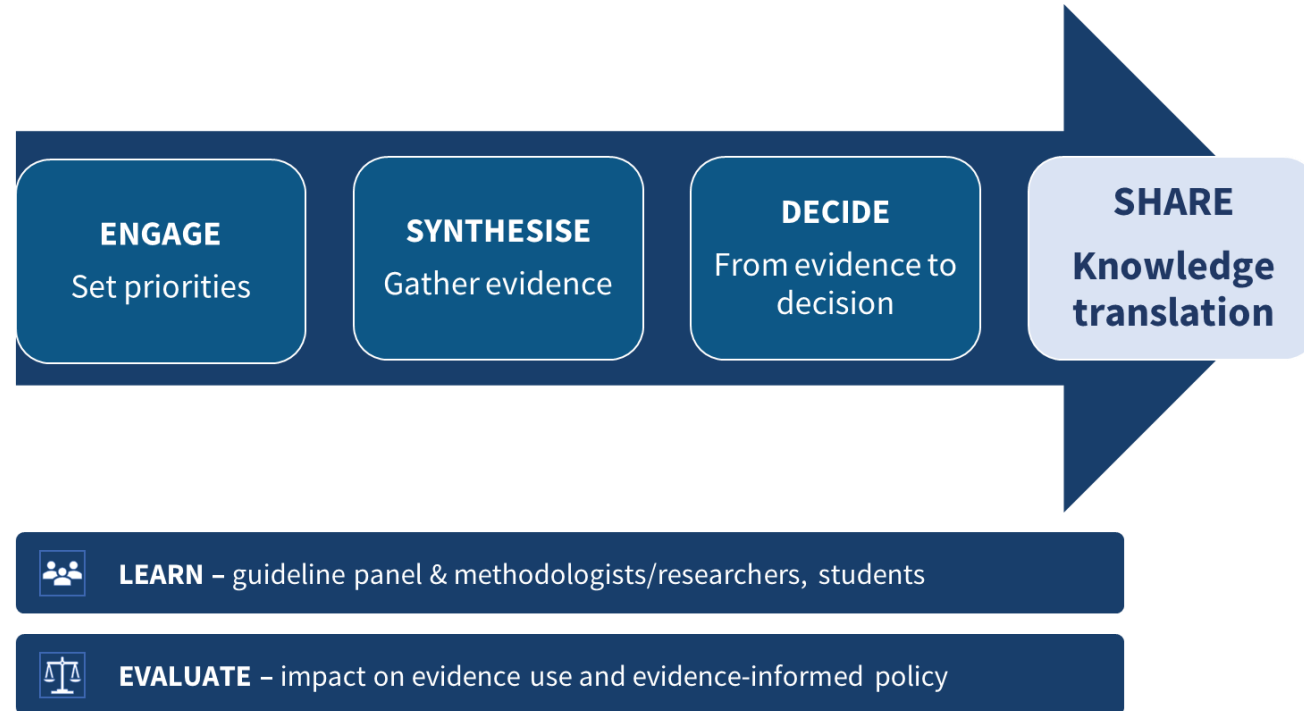 ENGAGE
Set priorities
SYNTHESISE
Gather evidence
DECIDE
From evidence to
decision
SHARE
Knowledge
translation
LEARN – guideline panel & methodologists/researchers, students
EVALUATE – impact on evidence use and evidence-informed policy